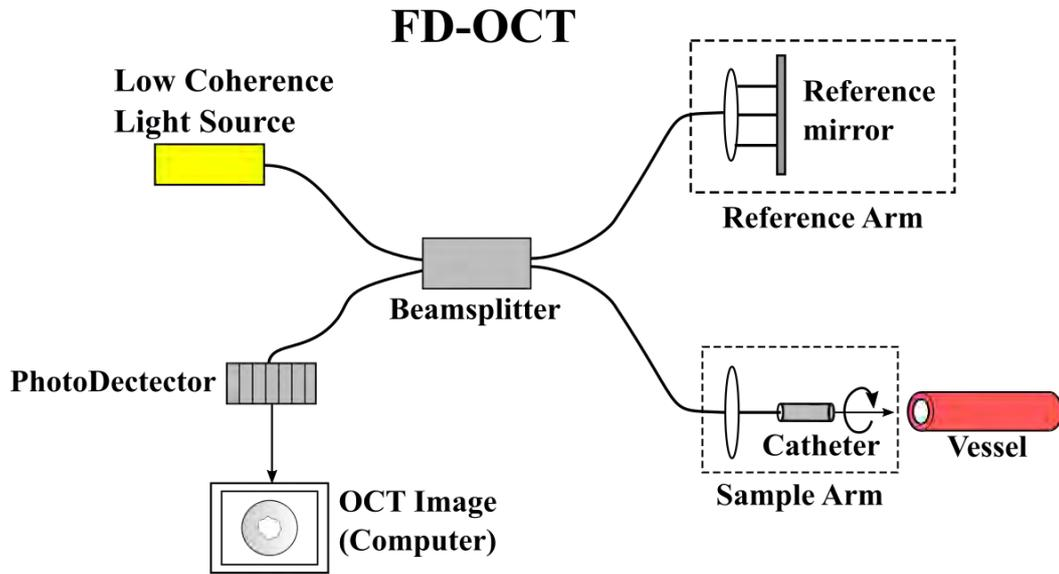 FD-OCT
Low Coherence
Light Source
Reference
mirror
Reference Arm
Beamsplitter
PhotoDectector
Catheter
Vessel
Sample Arm
OCT Image
(Computer)